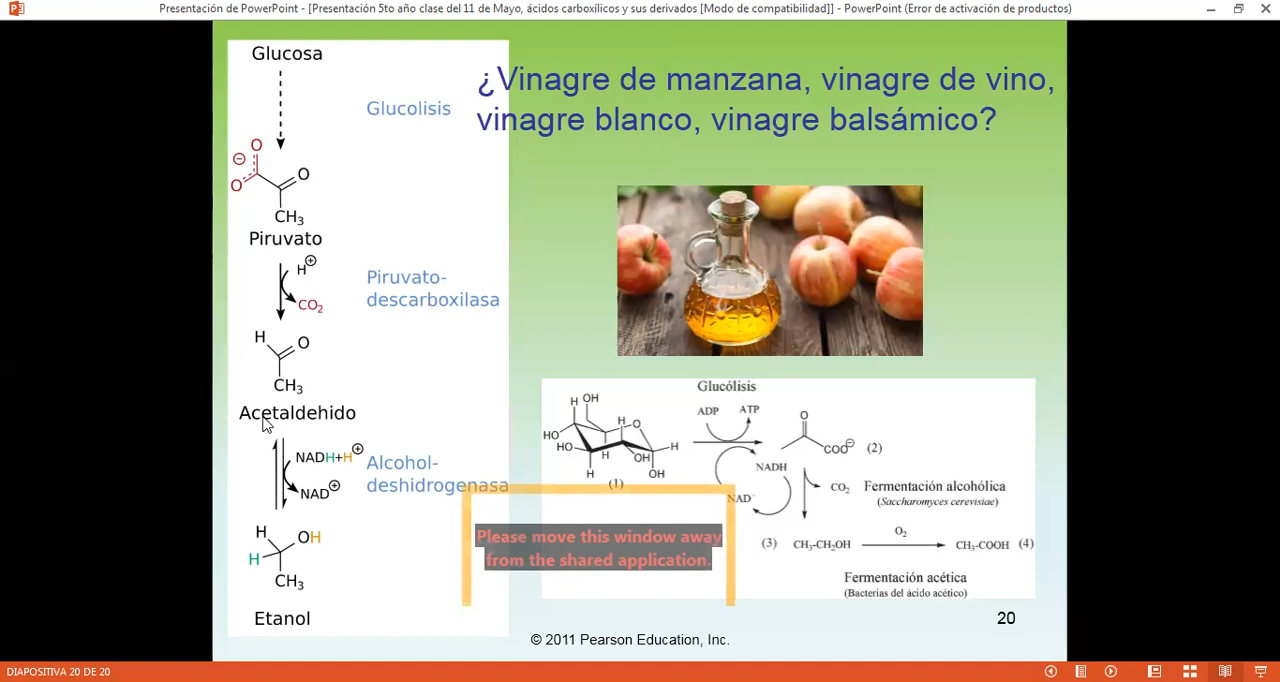 Presentación de PowerPoint - [Presentación 5to año clase del 11 de Mayo, ácidos carboxílicos y sus derivados [Modo de compatibilidad]] - PowerPoint (Error de activación de productos)
¿Vinagre de manzana, vinagre de vino,
vinagre blanco, vinagre balsámico?
Glucosa
Glucolisis
⊖ O
O
O
CH3
Piruvato
H⊕
CO2
Piruvato-
descarboxilasa
H
O
CH3
Acetaldehido
NADH+H⊕
NAD⊕
Alcohol-
deshidrogenasa
H
OH
H
CH3
Etanol
Glucólisis
ADP
ATP
H
OH
HO
HO
H
O
H
H
OH
H
OH
(1)
NADH
O
COO⊖
(2)
CO2
Fermentación alcohólica
(Saccharomyces cerevisiae)
(3)
CH3-CH2OH
O2
CH3-COOH (4)
Fermentación acética
(Bacterias del ácido acético)
Please move this window away
from the shared application.
20
© 2011 Pearson Education, Inc.
DIAPOSITIVA 20 DE 20